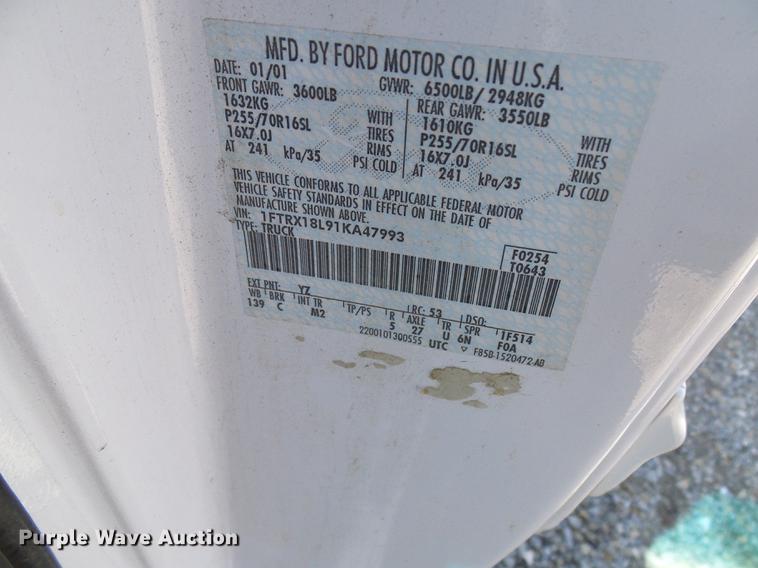 MFD. BY FORD MOTOR CO. IN U.S.A.
DATE: 01/01 GVWR: 6500LB/ 2948KG
FRONT GAWR: 3600LB REAR GAWR: 3550LB
1632KG WITH 1610KG WITH
P255/70R16SL TIRES P255/70R16SL TIRES
16X7.0J RIMS 16X7.0J RIMS
AT 241 kPa/35 PSI COLD AT 241 kPa/35 PSI COLD
THIS VEHICLE CONFORMS TO ALL APPLICABLE FEDERAL MOTOR
VEHICLE SAFETY STANDARDS IN EFFECT ON THE DATE OF
MANUFACTURE SHOWN ABOVE.
VIN: 1FTRX18L91KA47993
TYPE: TRUCK
F0254
T0643
EXT PNT: YZ RC: 53 DSO:
WB BRK INT TR TP/PS R AXLE TR SPR 1F514
139 C M2 5 27 U 6N F0A
2200101300555 UTC ▽ F85B-1520472-AB
Purple Wave Auction